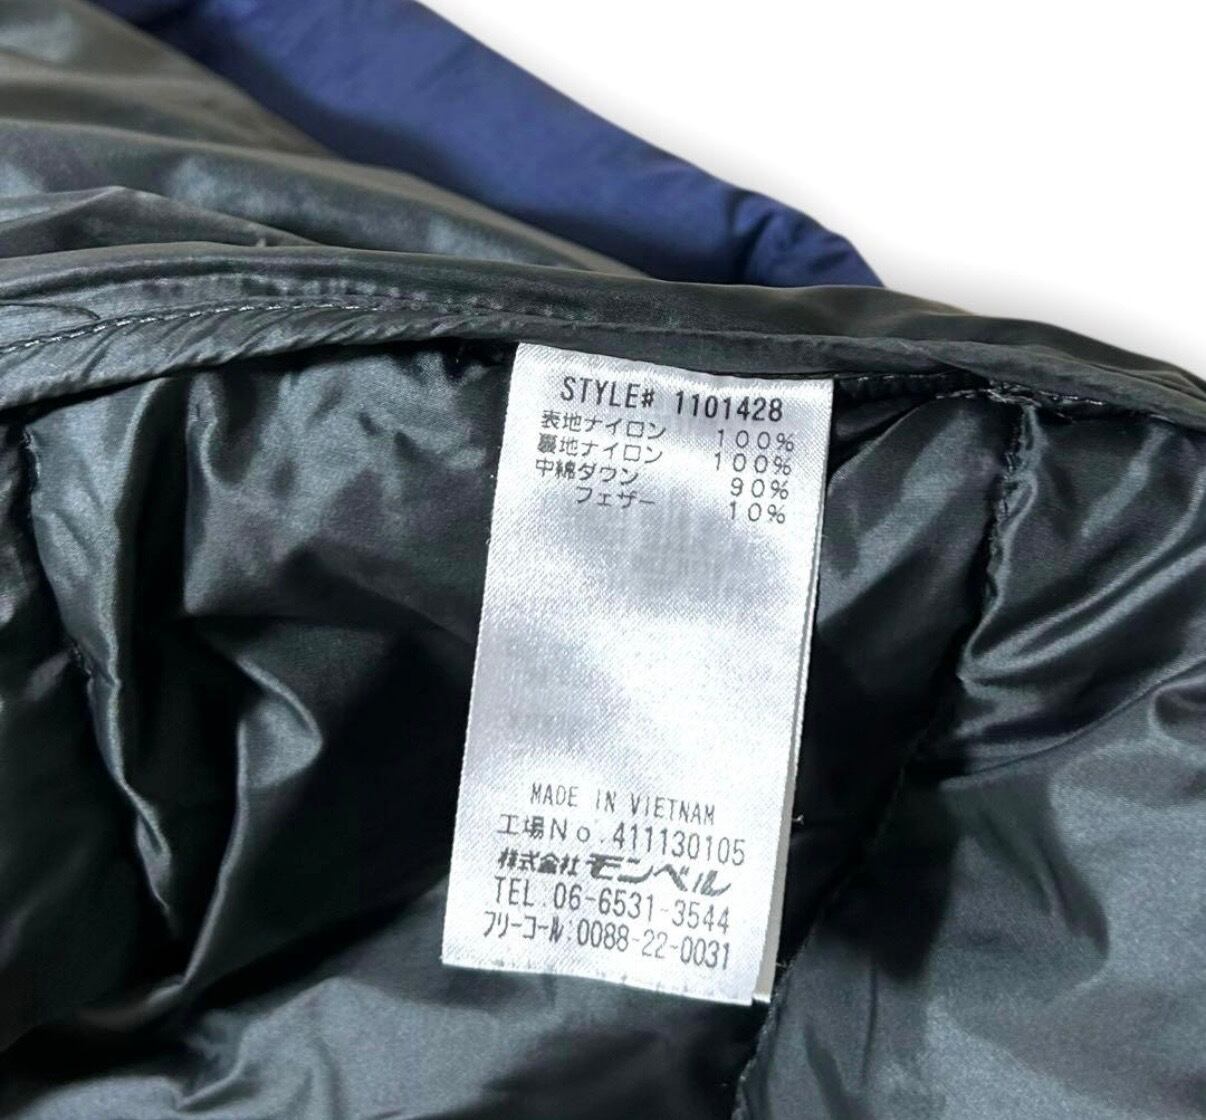 STYLE# 1101428
表地ナイロン 100%
裏地ナイロン 100%
中綿ダウン 90%
フェザー 10%
MADE IN VIETNAM
工場No.411130105
株式会社 モンベル
TEL:06-6531-3544
フリーコール:0088-22-0031